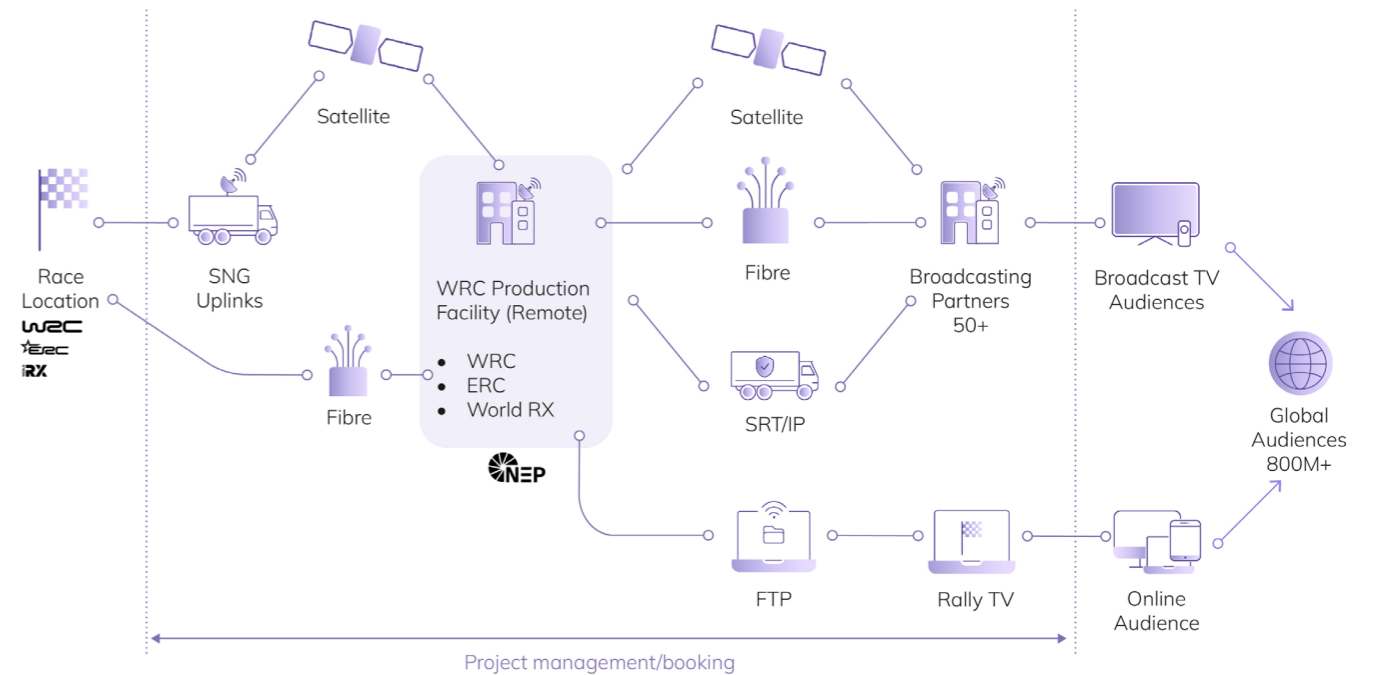 Satellite
Satellite
Race
Location
WRC
ERC
RX
SNG
Uplinks
WRC Production
Facility (Remote)
• WRC
• ERC
• World RX
NEP
Fibre
Fibre
Broadcasting
Partners
50+
Broadcast TV
Audiences
SRT/IP
Global
Audiences
800M+
FTP
Rally TV
Online
Audience
Project management/booking